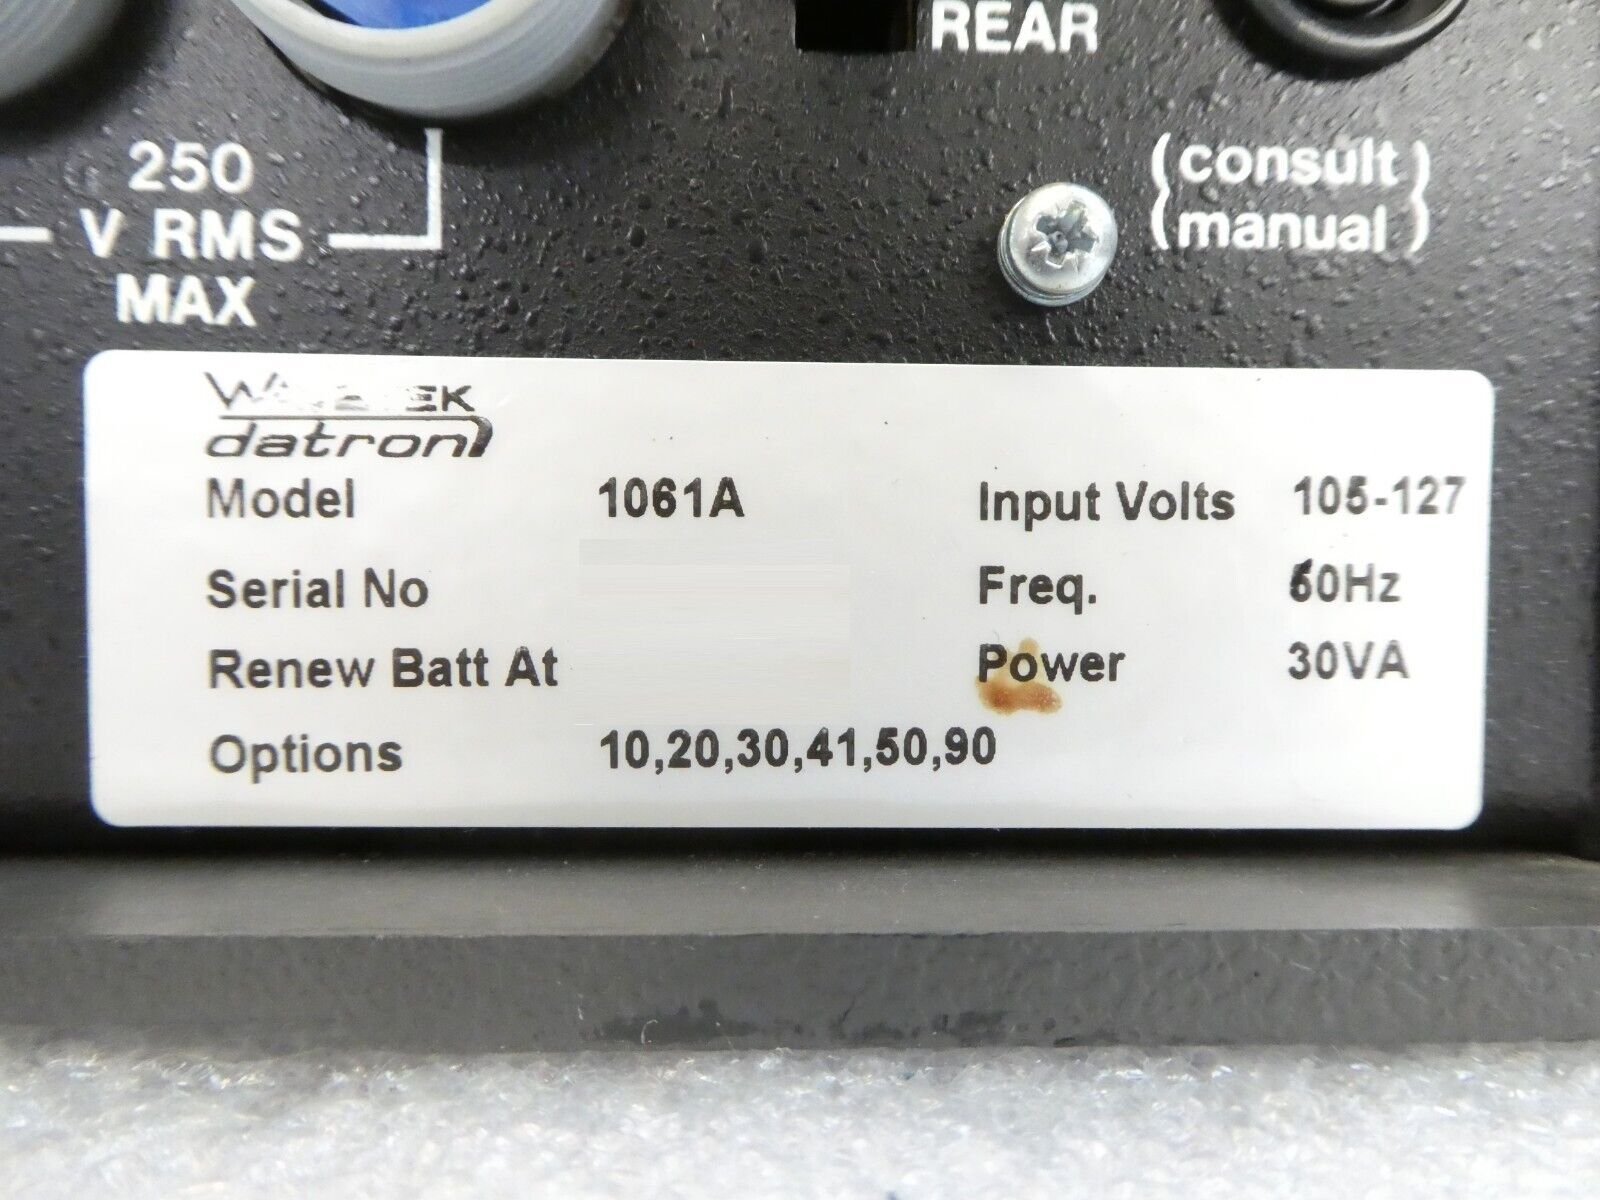 REAR
250
V RMS
MAX
(consult
manual)
WAVETEK
datron
Model 1061A Input Volts 105-127
Serial No Freq. 60Hz
Renew Batt At Power 30VA
Options 10,20,30,41,50,90